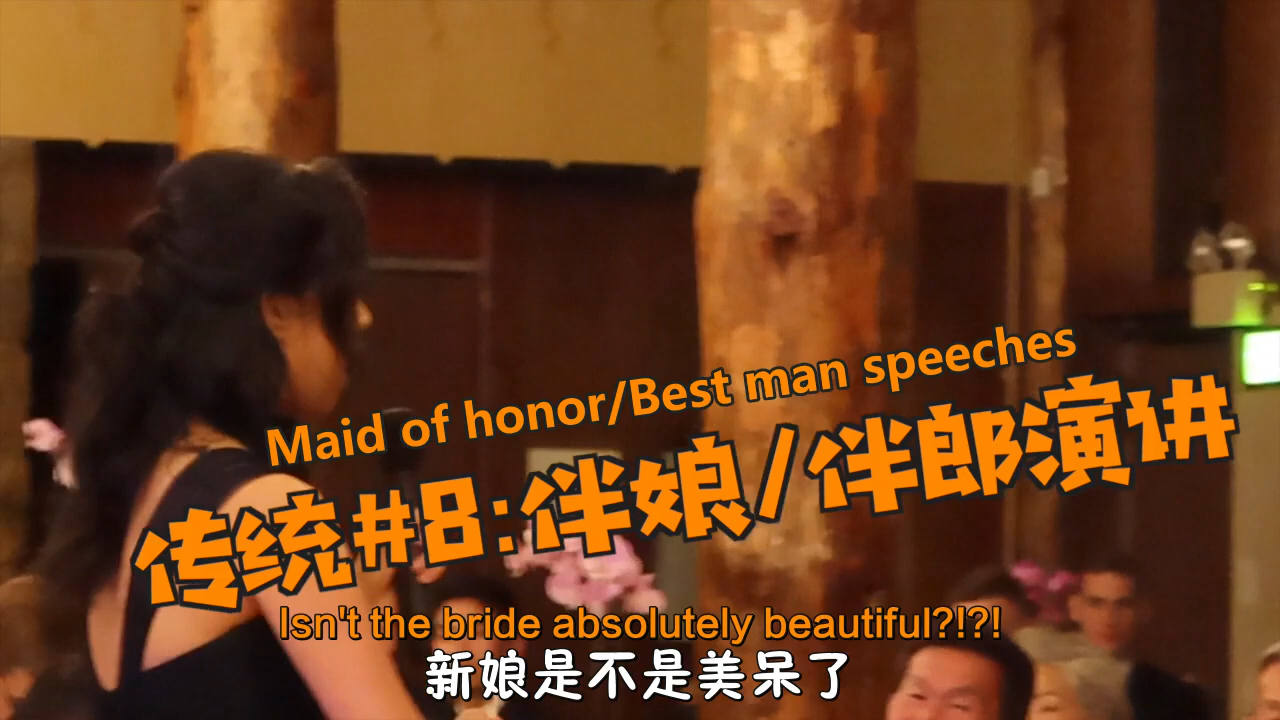 Maid of honor/Best man speeches
传统#8:伴娘/伴郎演讲
Isn't the bride absolutely beautiful?!?!
新娘是不是美呆了